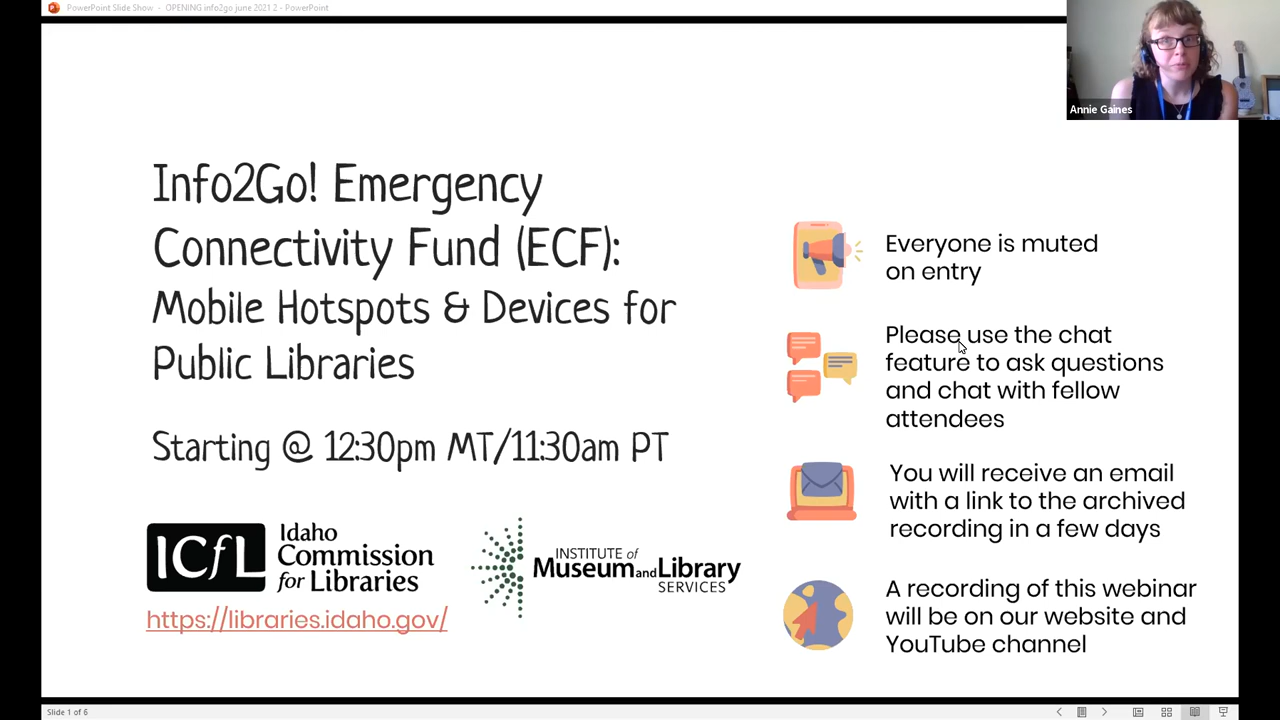 PowerPoint Slide Show - OPENING info2go june 2021 2 - PowerPoint
Annie Gaines
Info2Go! Emergency
Connectivity Fund (ECF):
Mobile Hotspots & Devices for
Public Libraries
Starting @ 12:30pm MT/11:30am PT
ICfL Idaho
Commission
for Libraries
https://libraries.idaho.gov/
INSTITUTE of
Museum and Library
SERVICES
Everyone is muted
on entry
Please use the chat
feature to ask questions
and chat with fellow
attendees
You will receive an email
with a link to the archived
recording in a few days
A recording of this webinar
will be on our website and
YouTube channel
Slide 1 of 6